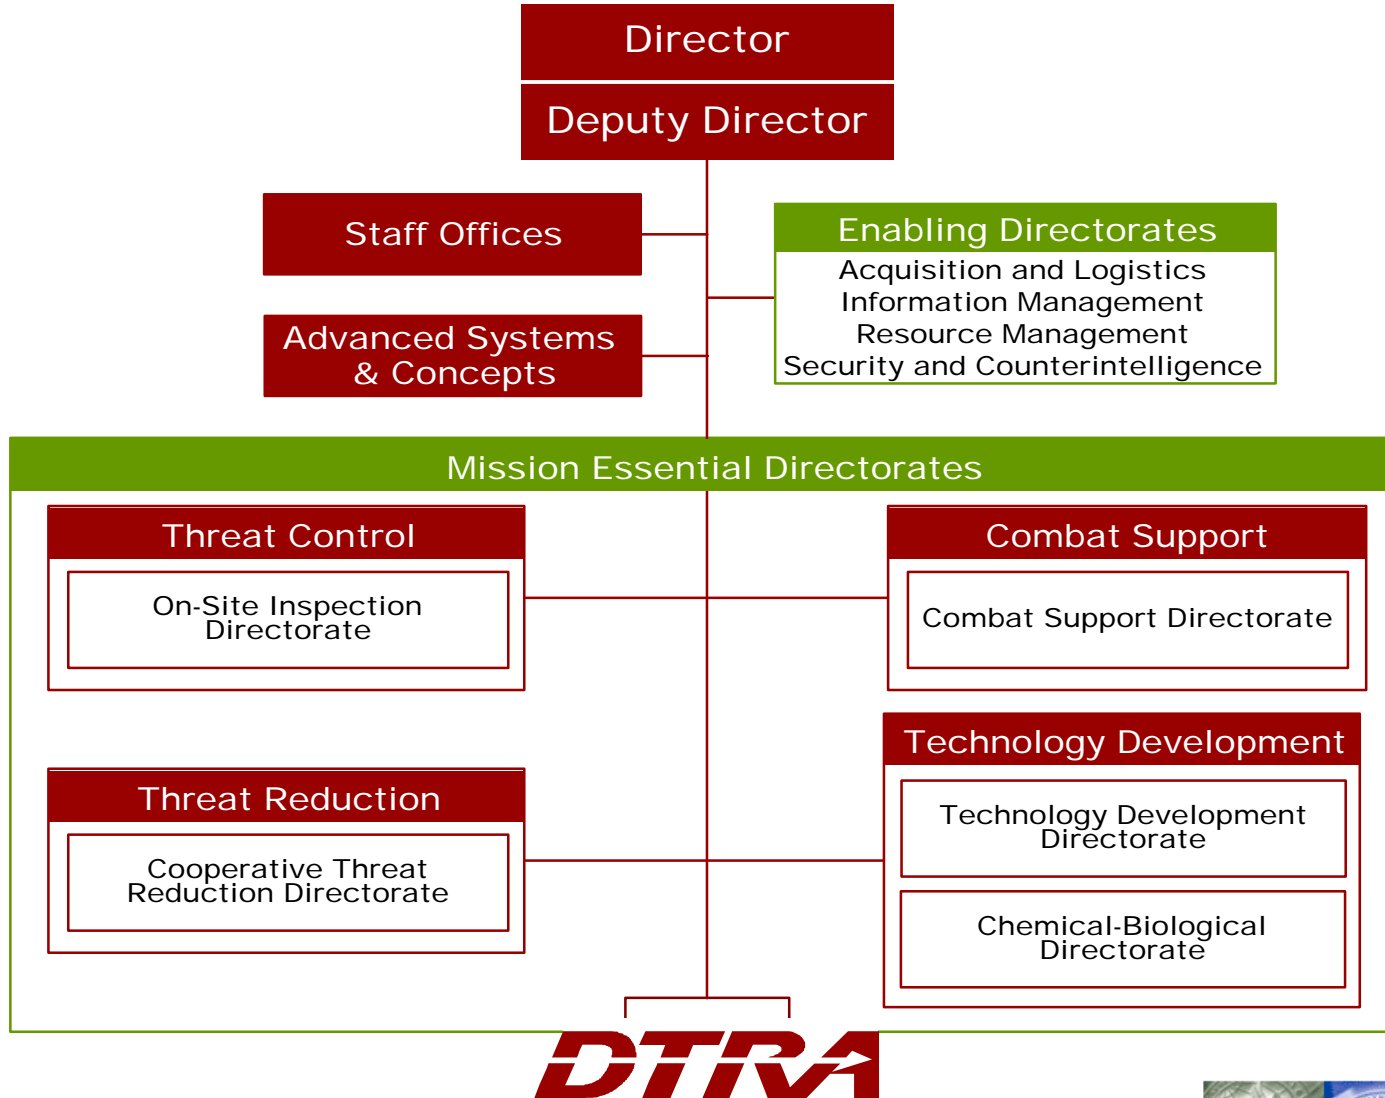 Director
Deputy Director
Staff Offices
Enabling Directorates
Acquisition and Logistics
Information Management
Resource Management
Security and Counterintelligence
Advanced Systems
& Concepts
Mission Essential Directorates
Threat Control
On-Site Inspection
Directorate
Combat Support
Combat Support Directorate
Threat Reduction
Cooperative Threat
Reduction Directorate
Technology Development
Technology Development
Directorate
Chemical-Biological
Directorate
DTRA